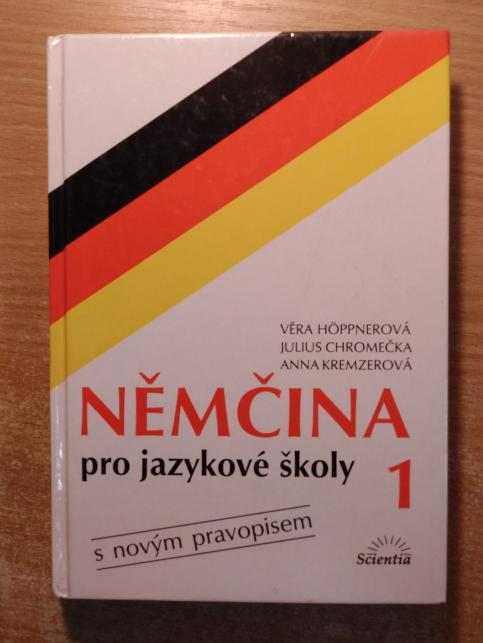 VĚRA HÖPPNEROVÁ
JULIUS CHROMEČKA
ANNA KREMZEROVÁ
NĚMČINA
pro jazykové školy 1
s novým pravopisem
Scientia